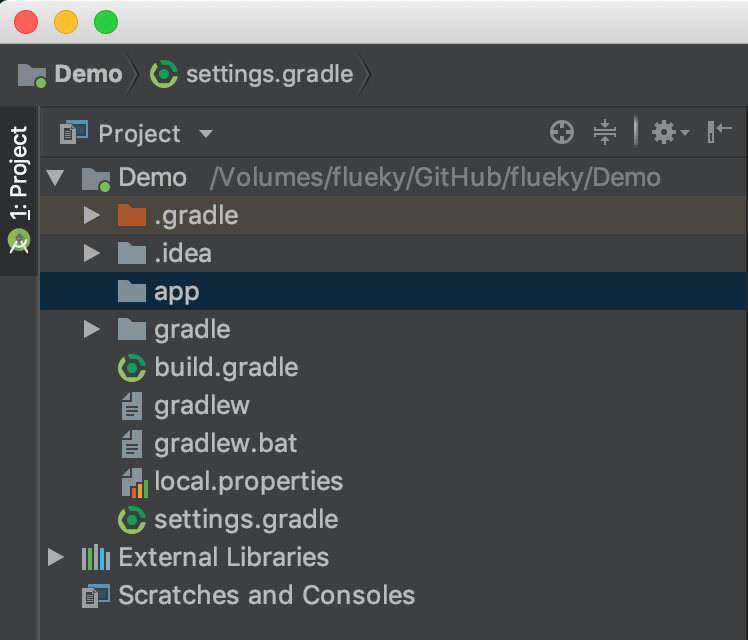 Demo settings.gradle
Project
1: Project
Demo /Volumes/flueky/GitHub/flueky/Demo
.gradle
.idea
app
gradle
build.gradle
gradlew
gradlew.bat
local.properties
settings.gradle
External Libraries
Scratches and Consoles